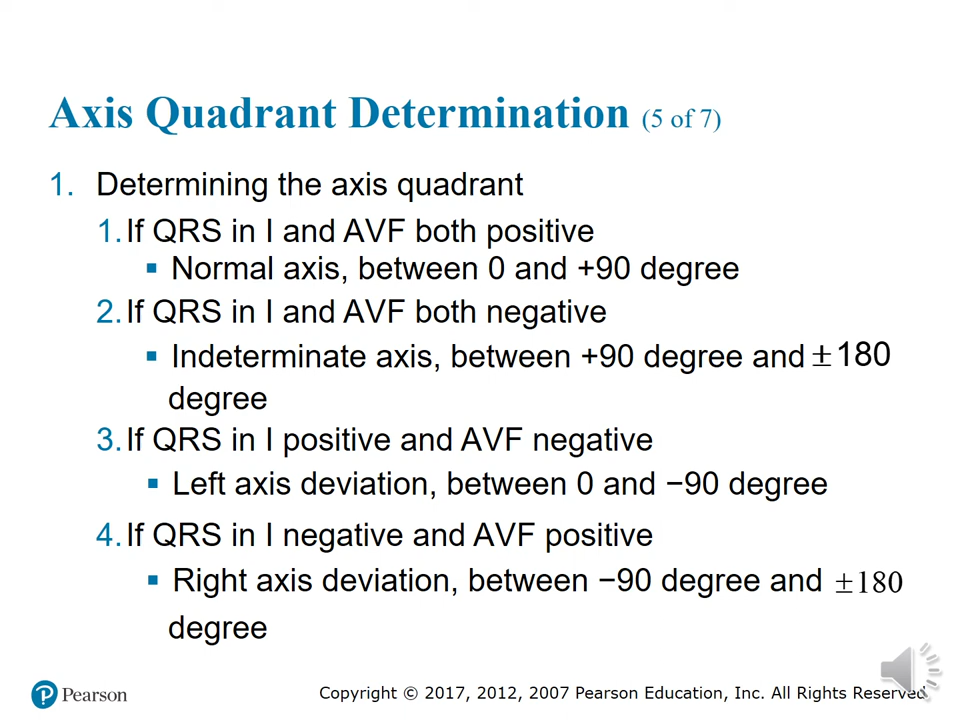 Axis Quadrant Determination (5 of 7)
1. Determining the axis quadrant
1. If QRS in I and AVF both positive
▪ Normal axis, between 0 and +90 degree
2. If QRS in I and AVF both negative
▪ Indeterminate axis, between +90 degree and ±180
degree
3. If QRS in I positive and AVF negative
▪ Left axis deviation, between 0 and −90 degree
4. If QRS in I negative and AVF positive
▪ Right axis deviation, between −90 degree and ±180
degree
Pearson
Copyright © 2017, 2012, 2007 Pearson Education, Inc. All Rights Reserved